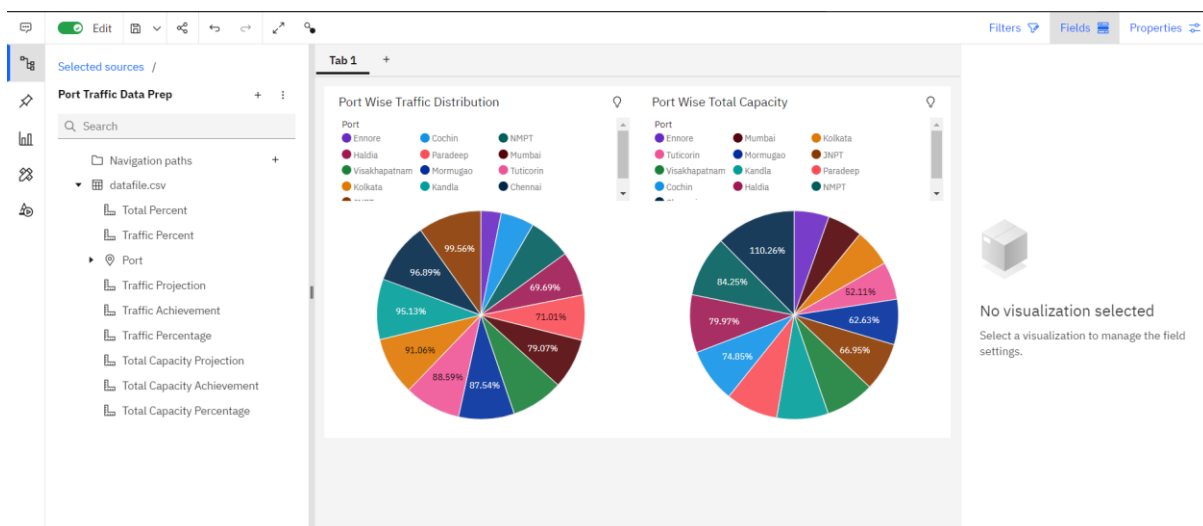 Edit
Filters
Fields
Properties
Selected sources /
Port Traffic Data Prep
Search
Navigation paths
datafile.csv
Total Percent
Traffic Percent
Port
Traffic Projection
Traffic Achievement
Traffic Percentage
Total Capacity Projection
Total Capacity Achievement
Total Capacity Percentage
Tab 1
Port Wise Traffic Distribution
Port
Ennore Cochin NMPT
Haldia Paradeep Mumbai
Visakhapatnam Mormugao Tuticorin
Kolkata Kandla Chennai
99.56%
96.89%
69.69%
95.13%
71.01%
91.06%
79.07%
88.59%
87.54%
Port Wise Total Capacity
Port
Ennore Mumbai Kolkata
Tuticorin Mormugao JNPT
Visakhapatnam Kandla Paradeep
Cochin Haldia NMPT
110.26%
84.25%
52.11%
79.97%
62.63%
74.85%
66.95%
No visualization selected
Select a visualization to manage the field
settings.